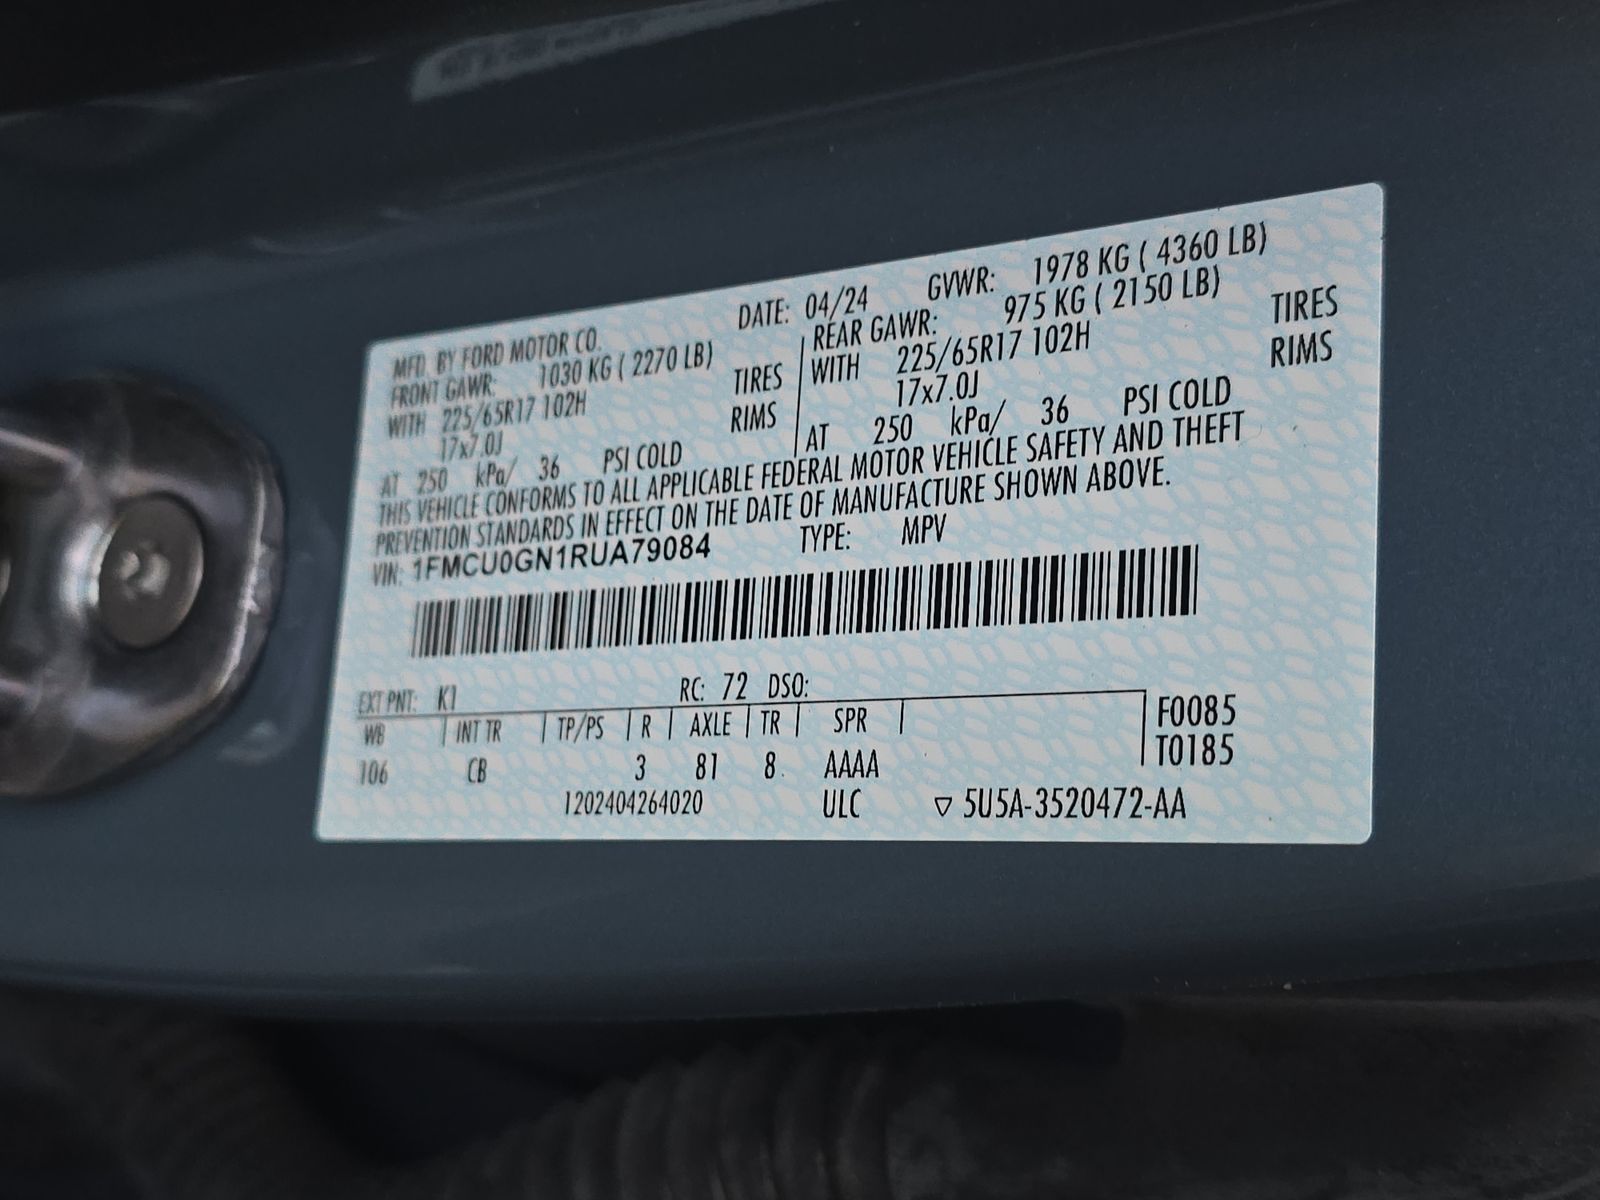 MFD. BY FORD MOTOR CO. DATE: 04/24 GVWR: 1978 KG ( 4360 LB)
FRONT GAWR: 1030 KG ( 2270 LB) REAR GAWR: 975 KG ( 2150 LB)
WITH 225/65R17 102H TIRES WITH 225/65R17 102H TIRES
17x7.0J RIMS 17x7.0J RIMS
AT 250 kPa/ 36 PSI COLD AT 250 kPa/ 36 PSI COLD
THIS VEHICLE CONFORMS TO ALL APPLICABLE FEDERAL MOTOR VEHICLE SAFETY AND THEFT
PREVENTION STANDARDS IN EFFECT ON THE DATE OF MANUFACTURE SHOWN ABOVE.
VIN: 1FMCU0GN1RUA79084 TYPE: MPV
EXT PNT: K1 RC: 72 DSO:
WB INT TR TP/PS R AXLE TR SPR F0085
106 CB 3 81 8 AAAA T0185
1202404264020 ULC ▽ 5U5A-3520472-AA